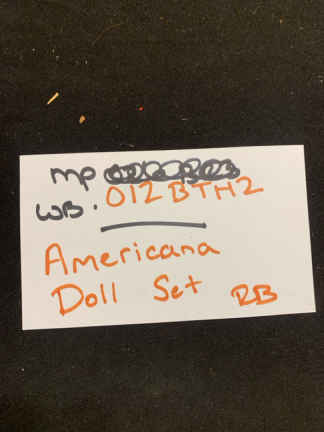 mp
WB. 012BTH2
Americana
Doll Set RB